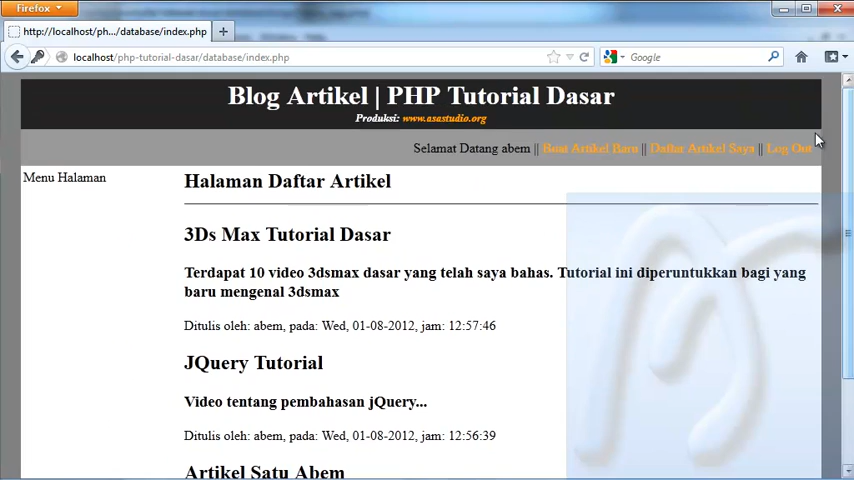 Firefox
http://localhost/ph.../database/index.php
localhost/php-tutorial-dasar/database/index.php
Google
Blog Artikel | PHP Tutorial Dasar
Produksi: www.asastudio.org
Selamat Datang abem || Buat Artikel Baru || Daftar Artikel Saya || Log Out
Menu Halaman
Halaman Daftar Artikel
3Ds Max Tutorial Dasar
Terdapat 10 video 3dsmax dasar yang telah saya bahas. Tutorial ini diperuntukkan bagi yang
baru mengenal 3dsmax
Ditulis oleh: abem, pada: Wed, 01-08-2012, jam: 12:57:46
JQuery Tutorial
Video tentang pembahasan jQuery...
Ditulis oleh: abem, pada: Wed, 01-08-2012, jam: 12:56:39
Artikel Satu Abem